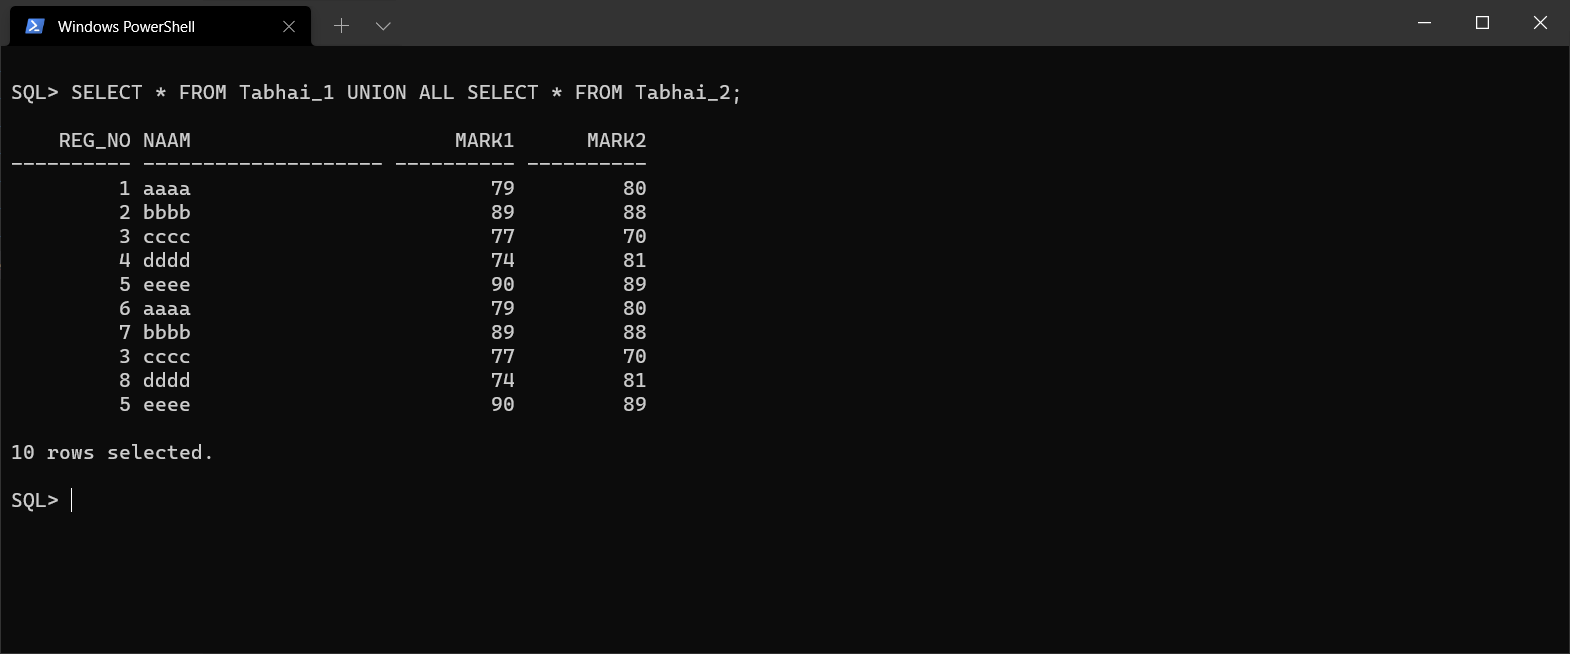 Windows PowerShell
SQL> SELECT * FROM Tabhai_1 UNION ALL SELECT * FROM Tabhai_2;
    REG_NO NAAM                      MARK1      MARK2
---------- -------------------- ---------- ----------
         1 aaaa                         79         80
         2 bbbb                         89         88
         3 cccc                         77         70
         4 dddd                         74         81
         5 eeee                         90         89
         6 aaaa                         79         80
         7 bbbb                         89         88
         3 cccc                         77         70
         8 dddd                         74         81
         5 eeee                         90         89
10 rows selected.
SQL>